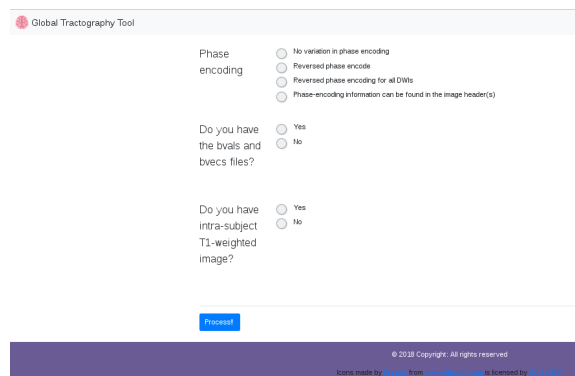 Global Tractography Tool
Phase
encoding
No variation in phase encoding
Reversed phase encode
Reversed phase encoding for all DWIs
Phase-encoding information can be found in the image header(s)
Do you have
the bvals and
bvecs files?
Yes
No
Do you have
intra-subject
T1-weighted
image?
Yes
No
Process!!
© 2018 Copyright: All rights reserved
Icons made by from is licensed by